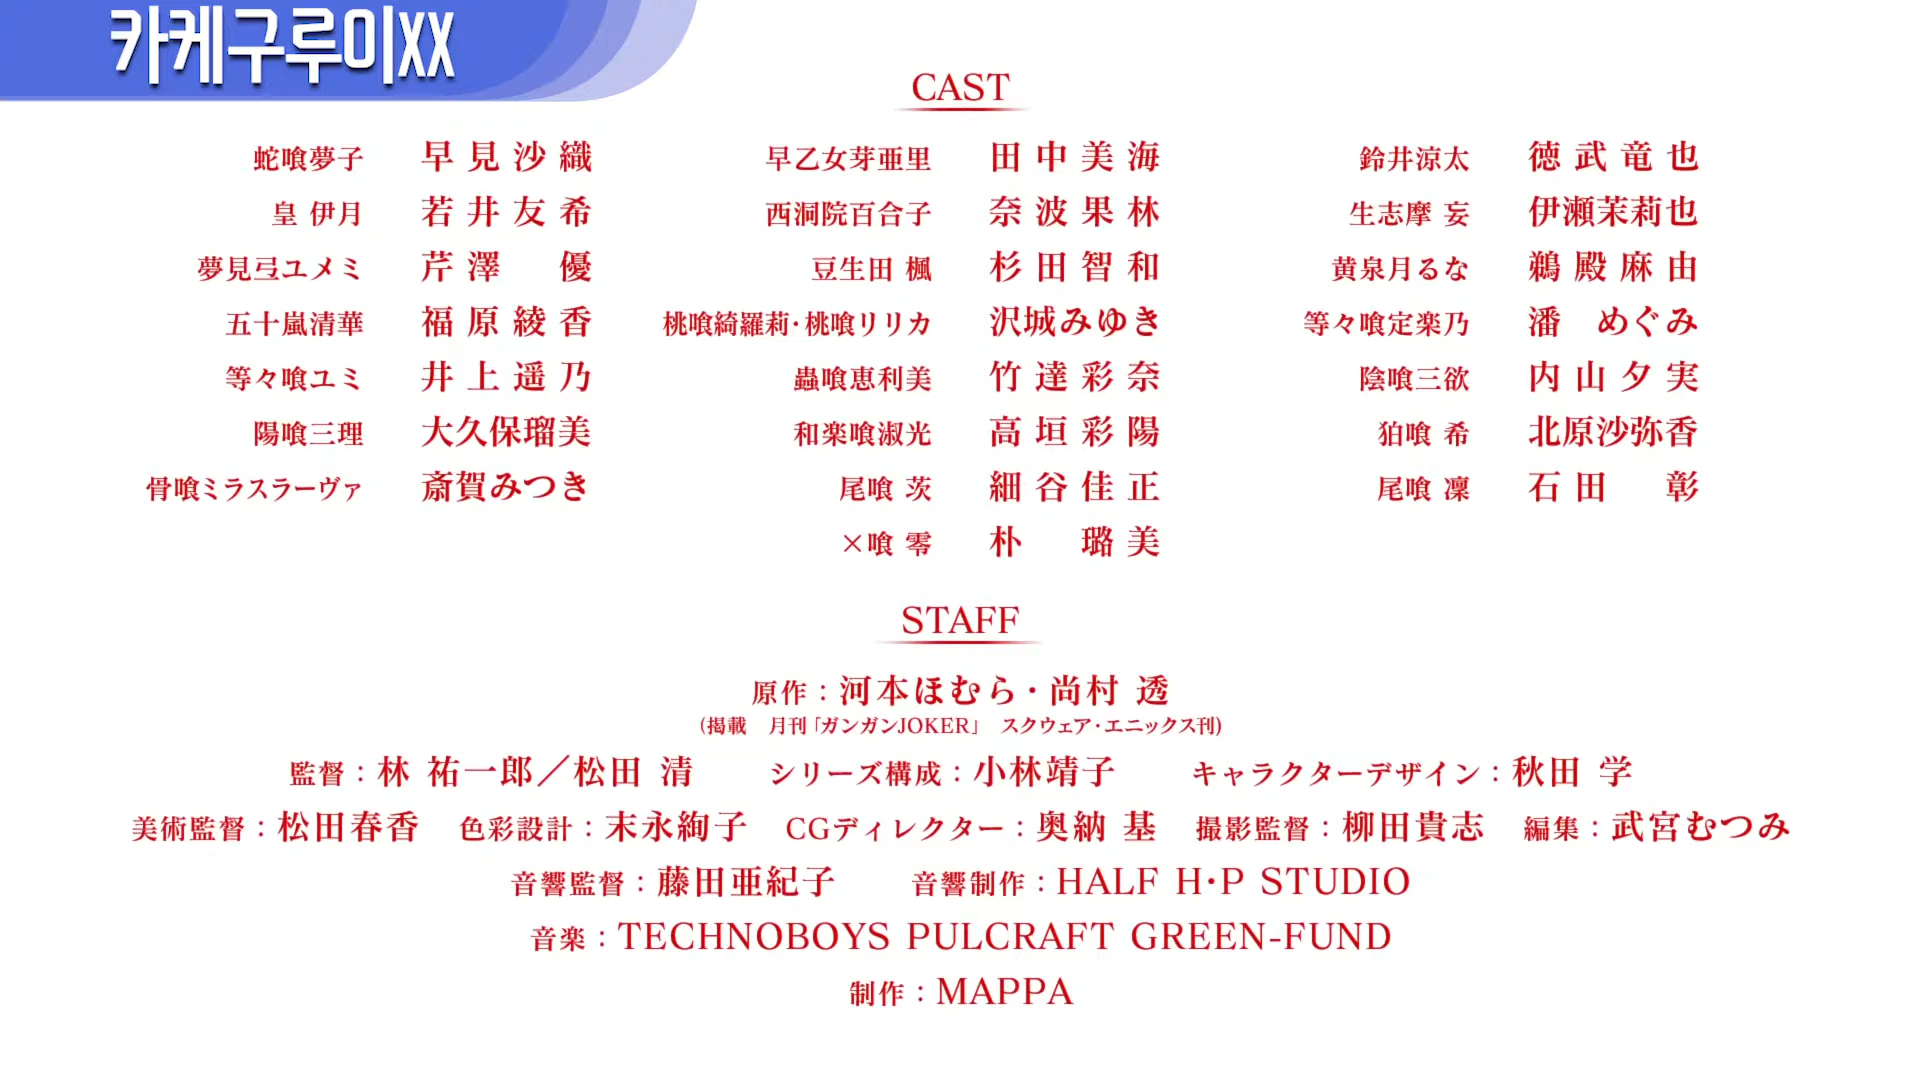 카케구루이XX
CAST
蛇喰夢子 早見沙織 早乙女芽亜里 田中美海 鈴井涼太 徳武竜也
皇 伊月 若井友希 西洞院百合子 奈波果林 生志摩 妄 伊瀬茉莉也
夢見弖ユメミ 芹澤 優 豆生田 楓 杉田智和 黄泉月るな 鵜殿麻由
五十嵐清華 福原綾香 桃喰綺羅莉・桃喰リリカ 沢城みゆき 等々喰定楽乃 潘 めぐみ
等々喰ユミ 井上遥乃 蟲喰恵利美 竹達彩奈 陰喰三欲 内山夕実
陽喰三理 大久保瑠美 和楽喰淑光 高垣彩陽 狛喰 希 北原沙弥香
骨喰ミラスラーヴァ 斎賀みつき 尾喰 茨 細谷佳正 尾喰 凛 石田 彰
×喰 零 朴 璐美
STAFF
原作：河本ほむら・尚村 透
(掲載 月刊「ガンガンJOKER」 スクウェア・エニックス刊)
監督：林 祐一郎／松田 清 シリーズ構成：小林靖子 キャラクターデザイン：秋田 学
美術監督：松田春香 色彩設計：末永絢子 CGディレクター：奥納 基 撮影監督：柳田貴志 編集：武宮むつみ
音響監督：藤田亜紀子 音響制作：HALF H・P STUDIO
音楽：TECHNOBOYS PULCRAFT GREEN-FUND
制作：MAPPA